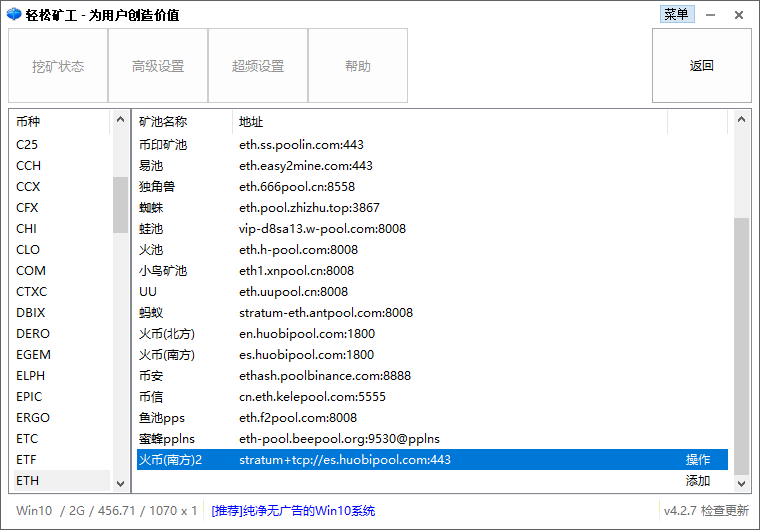 轻松矿工 - 为用户创造价值 菜单
挖矿状态 高级设置 超频设置 帮助 返回
币种 矿池名称 地址
C25 币印矿池 eth.ss.poolin.com:443
CCH 易池 eth.easy2mine.com:443
CCX 独角兽 eth.666pool.cn:8558
CFX 蜘蛛 eth.pool.zhizhu.top:3867
CHI 蛙池 vip-d8sa13.w-pool.com:8008
CLO 火池 eth.h-pool.com:8008
COM 小鸟矿池 eth1.xnpool.cn:8008
CTXC UU eth.uupool.cn:8008
DBIX 蚂蚁 stratum-eth.antpool.com:8008
DERO 火币(北方) en.huobipool.com:1800
EGEM 火币(南方) es.huobipool.com:1800
ELPH 币安 ethash.poolbinance.com:8888
EPIC 币信 cn.eth.kelepool.com:5555
ERGO 鱼池pps eth.f2pool.com:8008
ETC 蜜蜂pplns eth-pool.beepool.org:9530@pplns
ETF 火币(南方)2 stratum+tcp://es.huobipool.com:443 操作
ETH 添加
Win10 / 2G / 456.71 / 1070 x 1 [推荐]纯净无广告的Win10系统 v4.2.7 检查更新